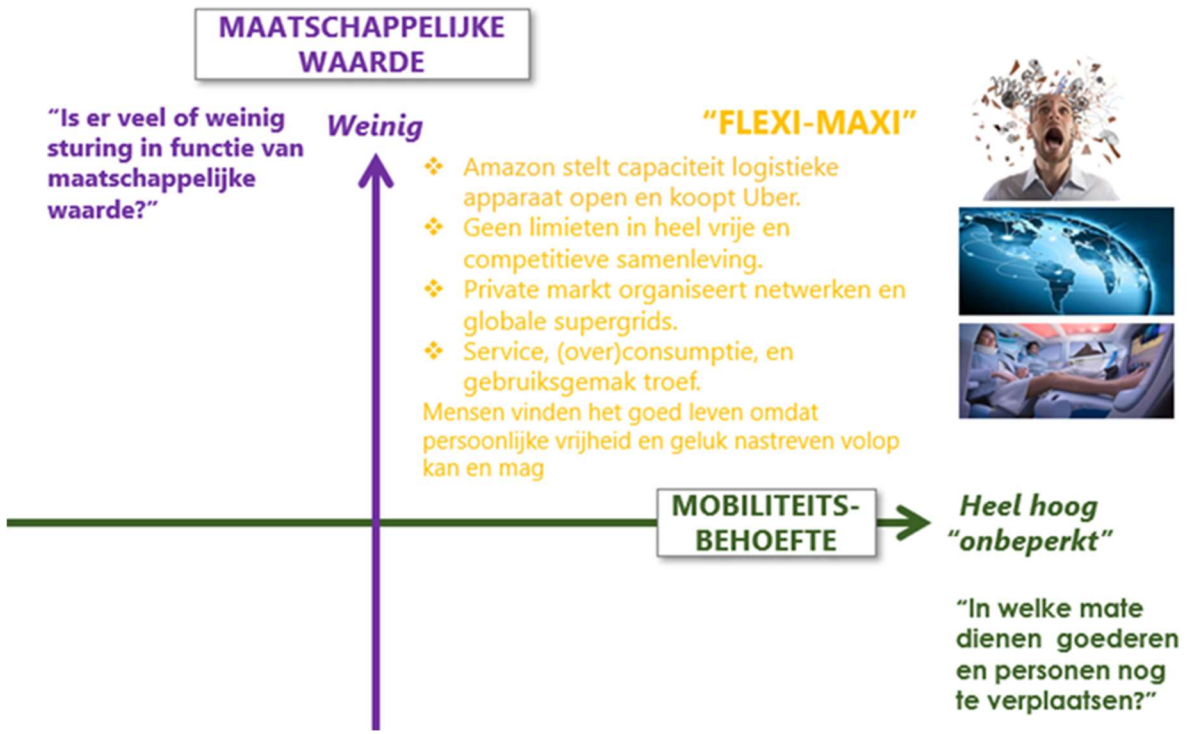 MAATSCHAPPELIJKE
WAARDE
“Is er veel of weinig
sturing in functie van
maatschappelijke
waarde?”
Weinig
“FLEXI-MAXI”
❖ Amazon stelt capaciteit logistieke
apparaat open en koopt Uber.
❖ Geen limieten in heel vrije en
competitieve samenleving.
❖ Private markt organiseert netwerken en
globale supergrids.
❖ Service, (over)consumptie, en
gebruiksgemak troef.
Mensen vinden het goed leven omdat
persoonlijke vrijheid en geluk nastreven volop
kan en mag
MOBILITEITS-
BEHOEFTE
Heel hoog
“onbeperkt”
“In welke mate
dienen goederen
en personen nog
te verplaatsen?”